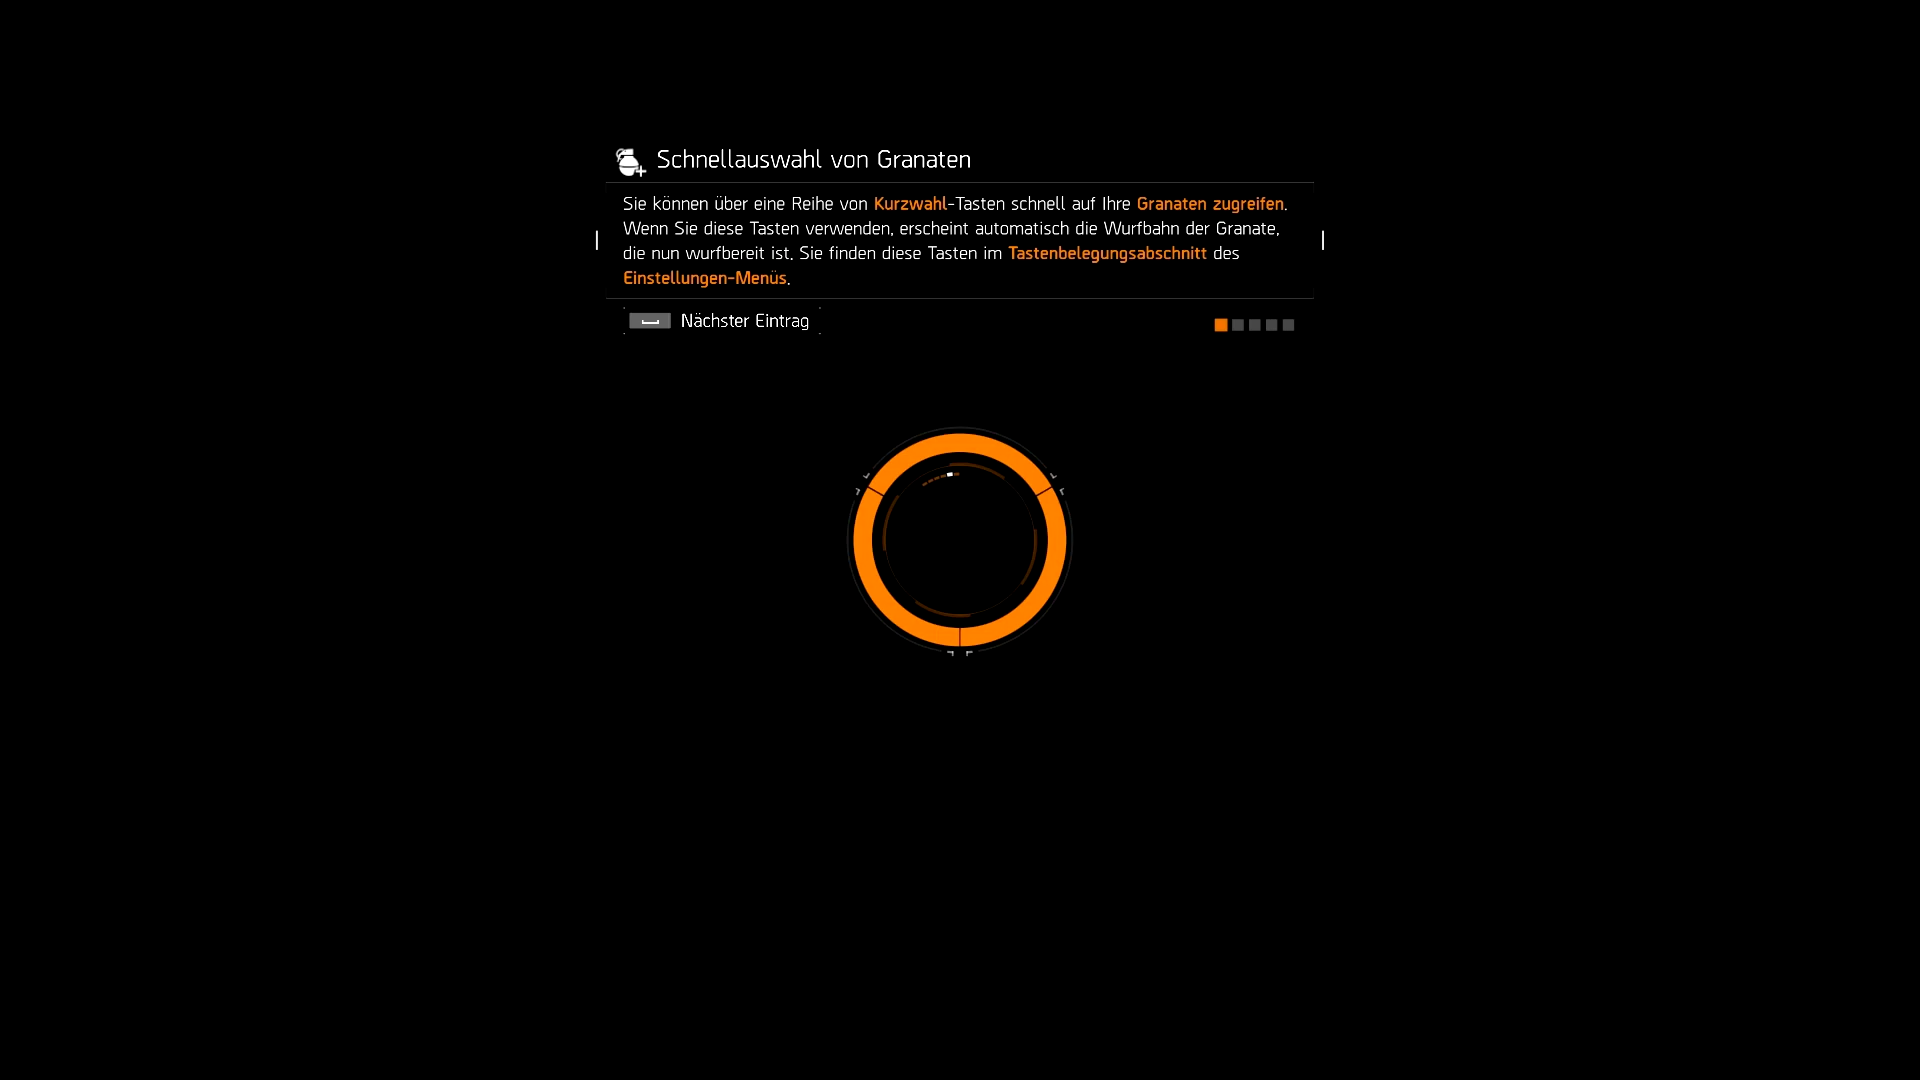 Schnellauswahl von Granaten
Sie können über eine Reihe von Kurzwahl-Tasten schnell auf Ihre Granaten zugreifen.
Wenn Sie diese Tasten verwenden, erscheint automatisch die Wurfbahn der Granate,
die nun wurfbereit ist. Sie finden diese Tasten im Tastenbelegungsabschnitt des
Einstellungen-Menüs.
Nächster Eintrag